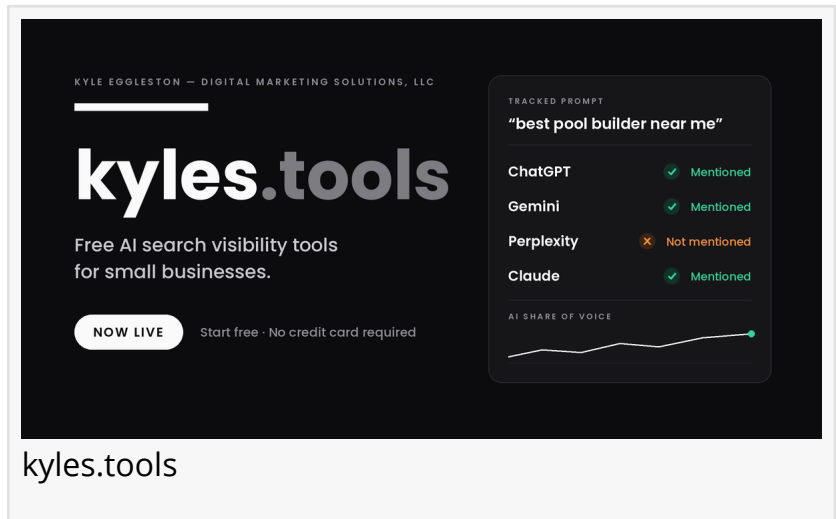 KYLE EGGLESTON — DIGITAL MARKETING SOLUTIONS, LLC
kyles.tools
Free AI search visibility tools
for small businesses.
NOW LIVE Start free · No credit card required
TRACKED PROMPT
“best pool builder near me”
ChatGPT Mentioned
Gemini Mentioned
Perplexity Not mentioned
Claude Mentioned
AI SHARE OF VOICE
kyles.tools